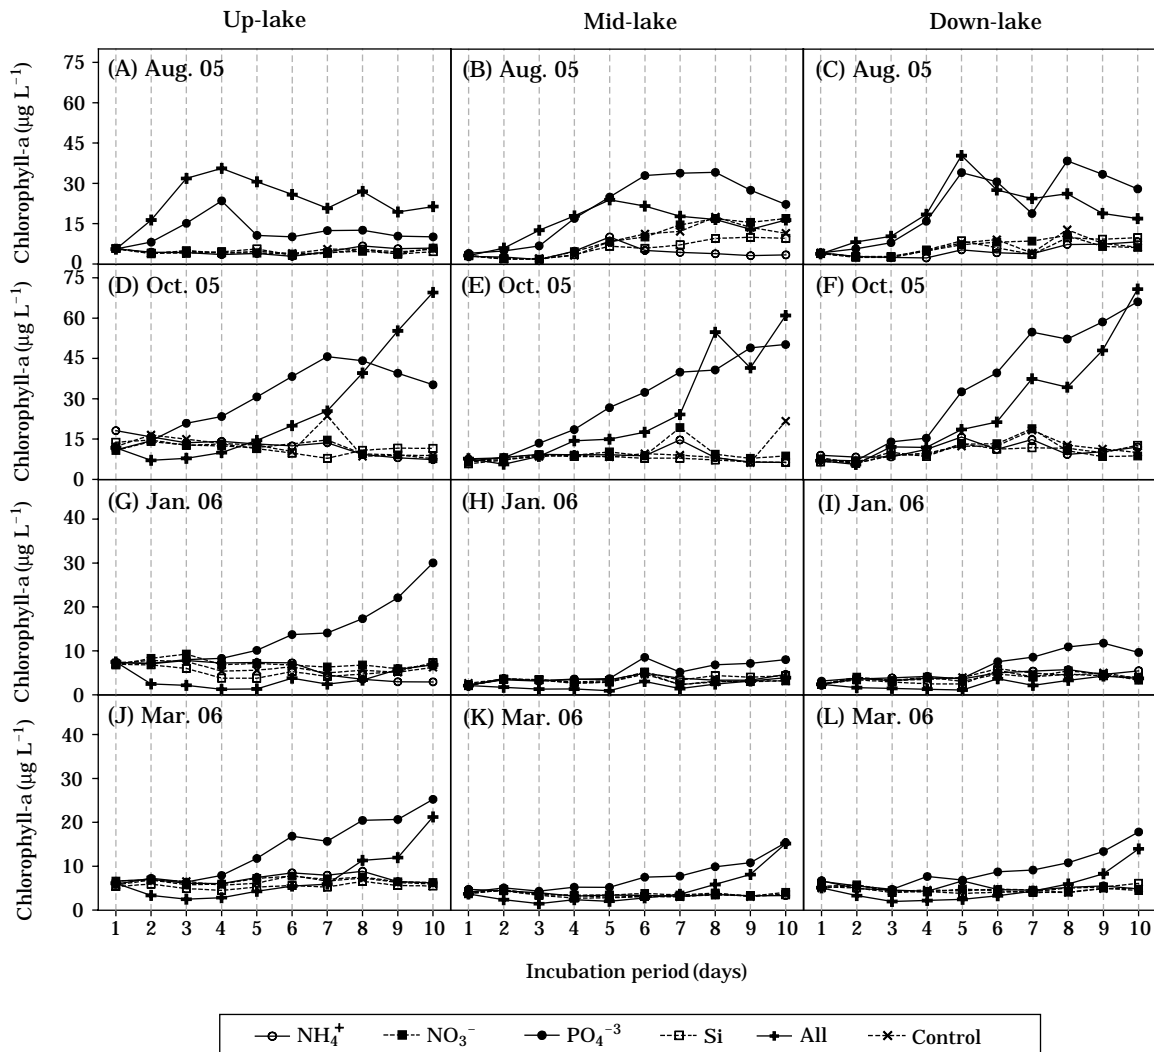 Up-lake Mid-lake Down-lake
Chlorophyll-a (μg L⁻¹)
75
60
45
30
15
0
(A) Aug. 05 (B) Aug. 05 (C) Aug. 05
Chlorophyll-a (μg L⁻¹)
75
60
45
30
15
0
(D) Oct. 05 (E) Oct. 05 (F) Oct. 05
Chlorophyll-a (μg L⁻¹)
40
30
20
10
0
(G) Jan. 06 (H) Jan. 06 (I) Jan. 06
Chlorophyll-a (μg L⁻¹)
40
30
20
10
0
(J) Mar. 06 (K) Mar. 06 (L) Mar. 06
1 2 3 4 5 6 7 8 9 10 1 2 3 4 5 6 7 8 9 10 1 2 3 4 5 6 7 8 9 10
Incubation period (days)
NH₄⁺ NO₃⁻ PO₄⁻³ Si All Control